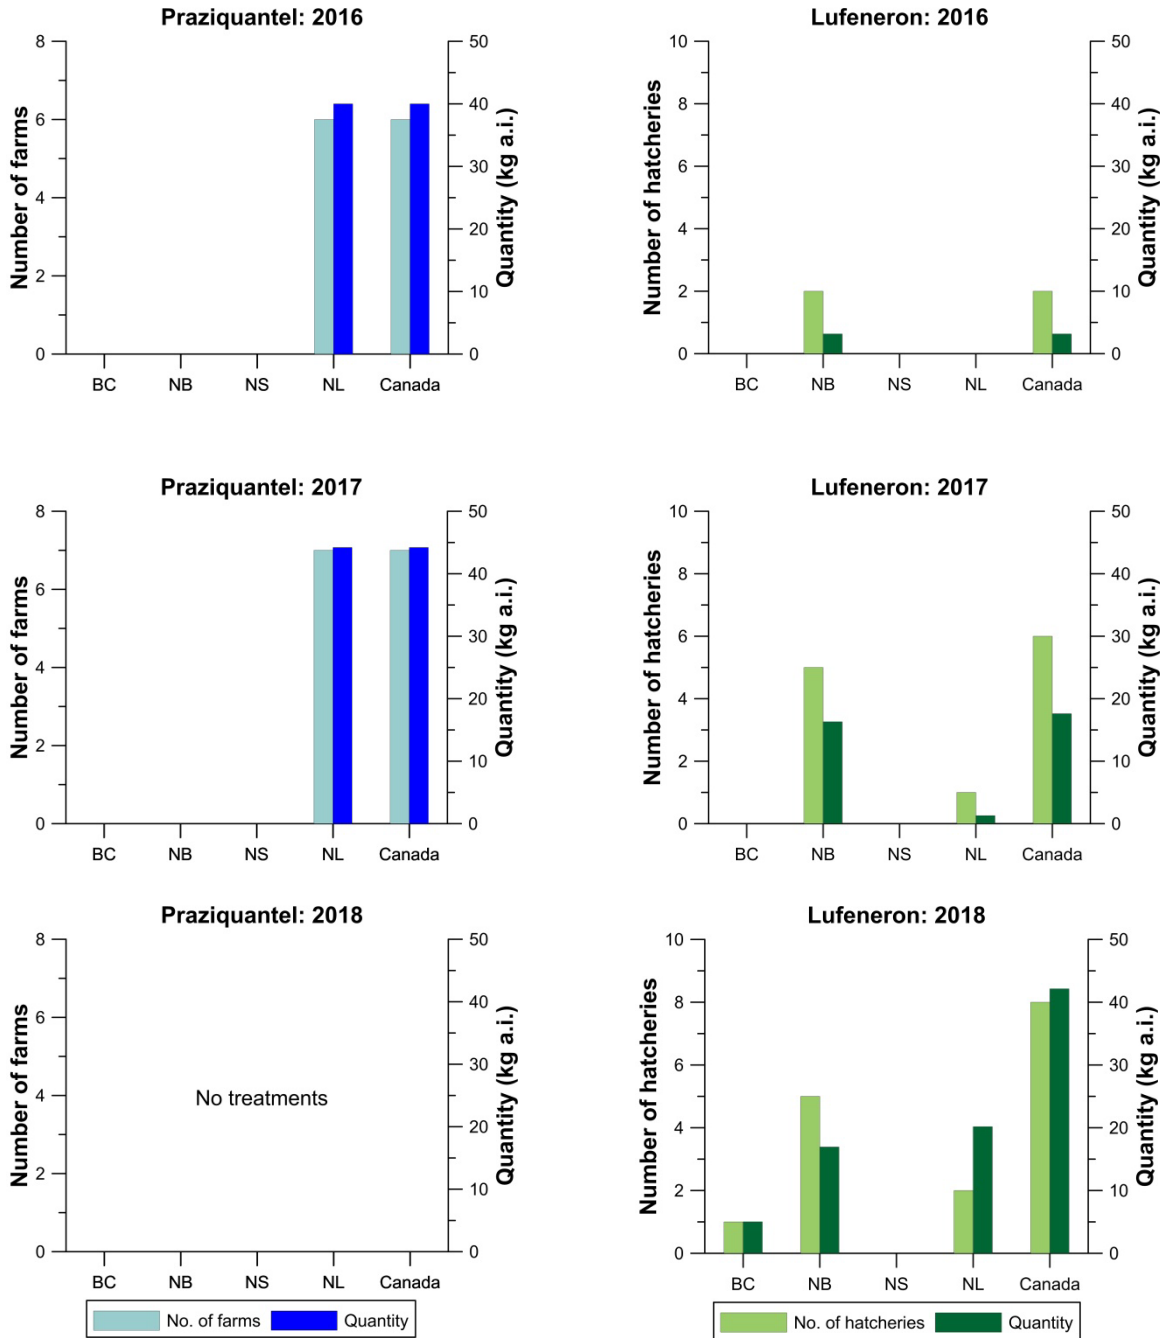 Praziquantel: 2016
Number of farms
8
6
4
2
0
50
40
30
20
10
0
Quantity (kg a.i.)
BC NB NS NL Canada
Lufeneron: 2016
Number of hatcheries
10
8
6
4
2
0
50
40
30
20
10
0
Quantity (kg a.i.)
BC NB NS NL Canada
Praziquantel: 2017
Number of farms
8
6
4
2
0
50
40
30
20
10
0
Quantity (kg a.i.)
BC NB NS NL Canada
Lufeneron: 2017
Number of hatcheries
10
8
6
4
2
0
50
40
30
20
10
0
Quantity (kg a.i.)
BC NB NS NL Canada
Praziquantel: 2018
Number of farms
8
6
4
2
0
No treatments
50
40
30
20
10
0
Quantity (kg a.i.)
BC NB NS NL Canada
No. of farms Quantity
Lufeneron: 2018
Number of hatcheries
10
8
6
4
2
0
50
40
30
20
10
0
Quantity (kg a.i.)
BC NB NS NL Canada
No. of hatcheries Quantity